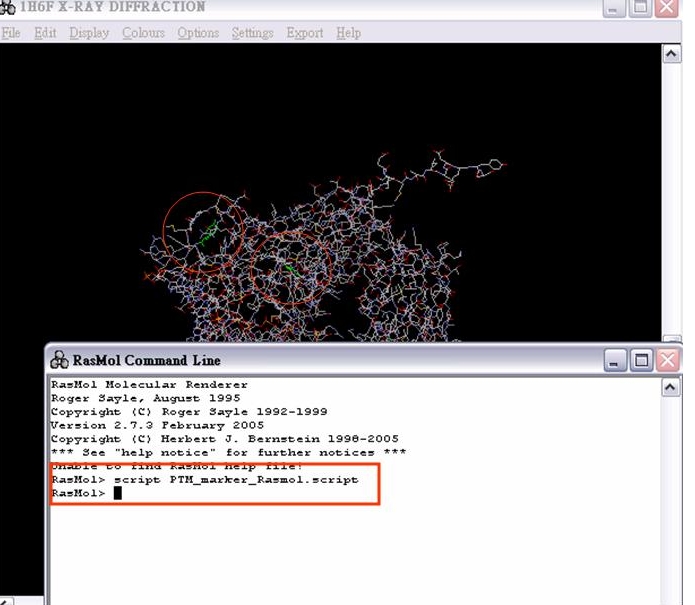 1H6F X-RAY DIFFRACTION
File Edit Display Colours Options Settings Export Help
RasMol Command Line
RasMol Molecular Renderer
Roger Sayle, August 1995
Copyright (C) Roger Sayle 1992-1999
Version 2.7.3 February 2005
Copyright (C) Herbert J. Bernstein 1998-2005
*** See "help notice" for further notices ***
Unable to find RasMol help file!
RasMol> script PTM_marker_Rasmol.script
RasMol>